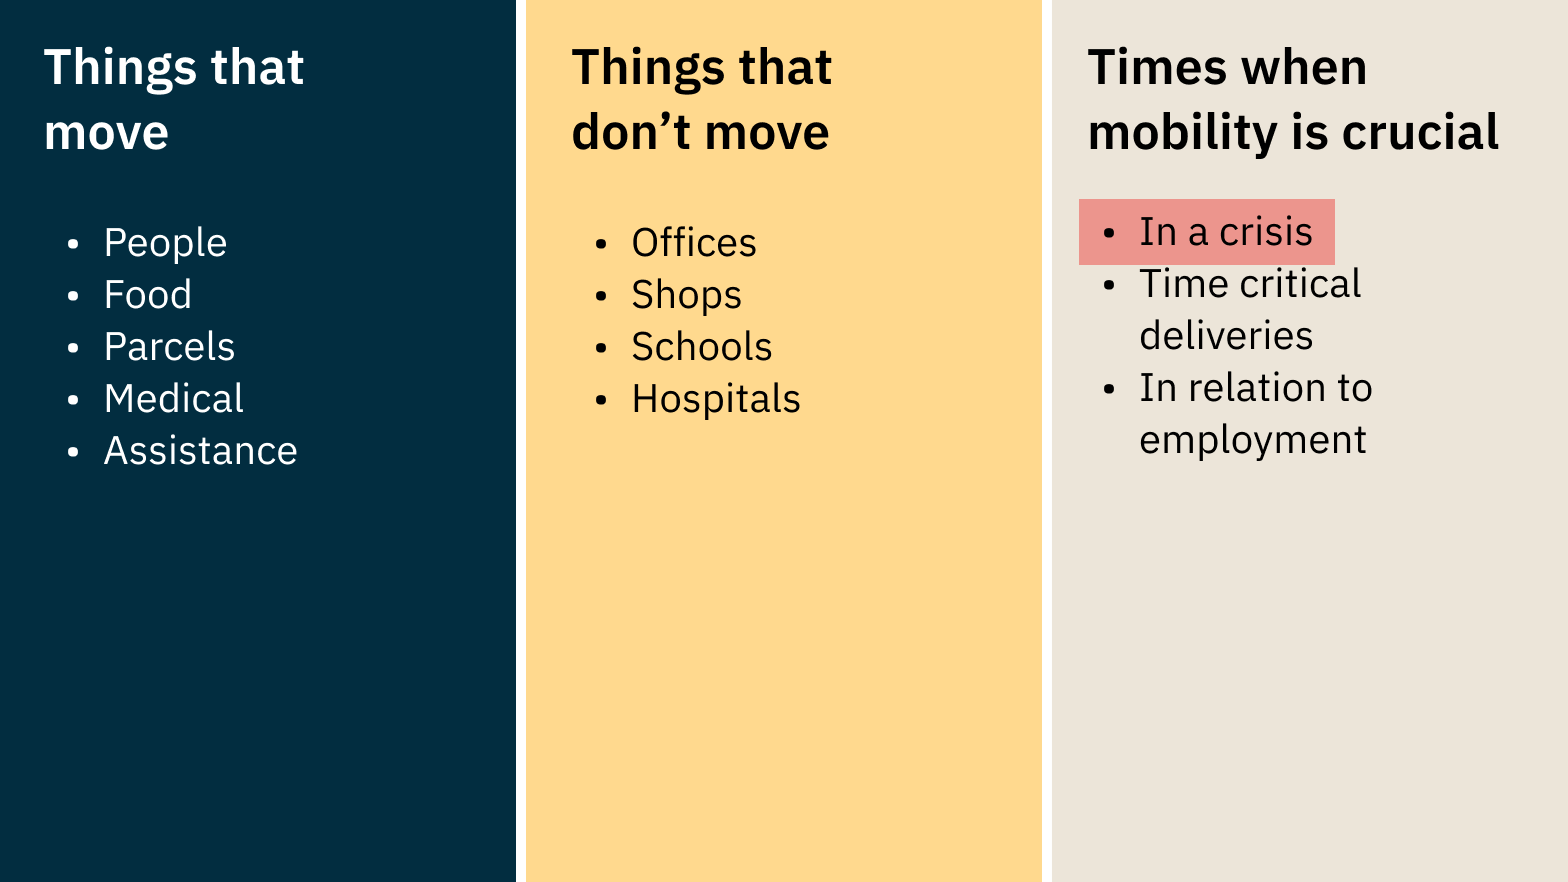 Things that
move
• People
• Food
• Parcels
• Medical
• Assistance
Things that
don’t move
• Offices
• Shops
• Schools
• Hospitals
Times when
mobility is crucial
• In a crisis
• Time critical
deliveries
• In relation to
employment